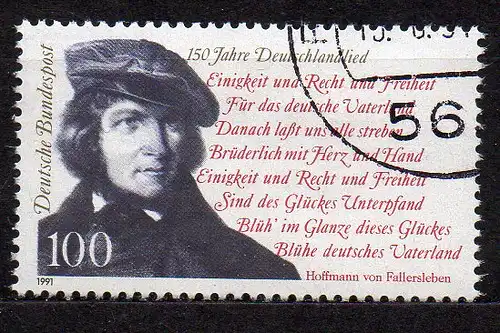 150 Jahre Deutschlandlied
Einigkeit und Recht und Freiheit
Für das deutsche Vaterland
Danach laßt uns alle streben
Brüderlich mit Herz und Hand
Einigkeit und Recht und Freiheit
Sind des Glückes Unterpfand
Blüh' im Glanze dieses Glückes
Blühe deutsches Vaterland
Hoffmann von Fallersleben
Deutsche Bundespost
100
1991
56